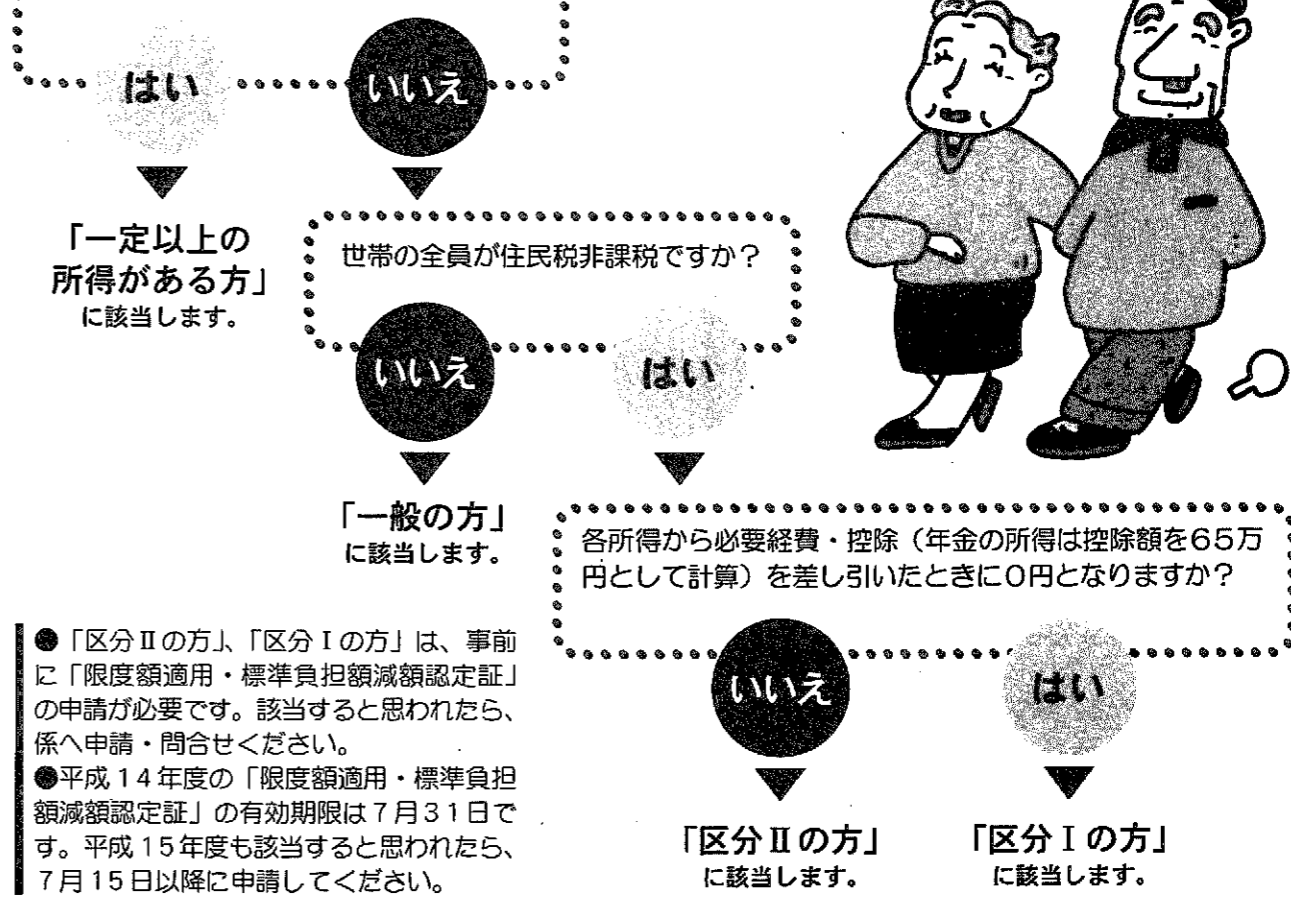 はい
いいえ
「一定以上の
所得がある方」
に該当します。
世帯の全員が住民税非課税ですか？
いいえ
はい
「一般の方」
に該当します。
各所得から必要経費・控除（年金の所得は控除額を65万
円として計算）を差し引いたときに0円となりますか？
いいえ
はい
「区分Ⅱの方」
に該当します。
「区分Ⅰの方」
に該当します。
●「区分Ⅱの方」、「区分Ⅰの方」は、事前
に「限度額適用・標準負担額減額認定証」
の申請が必要です。該当すると思われたら、
係へ申請・問合せください。
●平成14年度の「限度額適用・標準負担
額減額認定証」の有効期限は7月31日で
す。平成15年度も該当すると思われたら、
7月15日以降に申請してください。